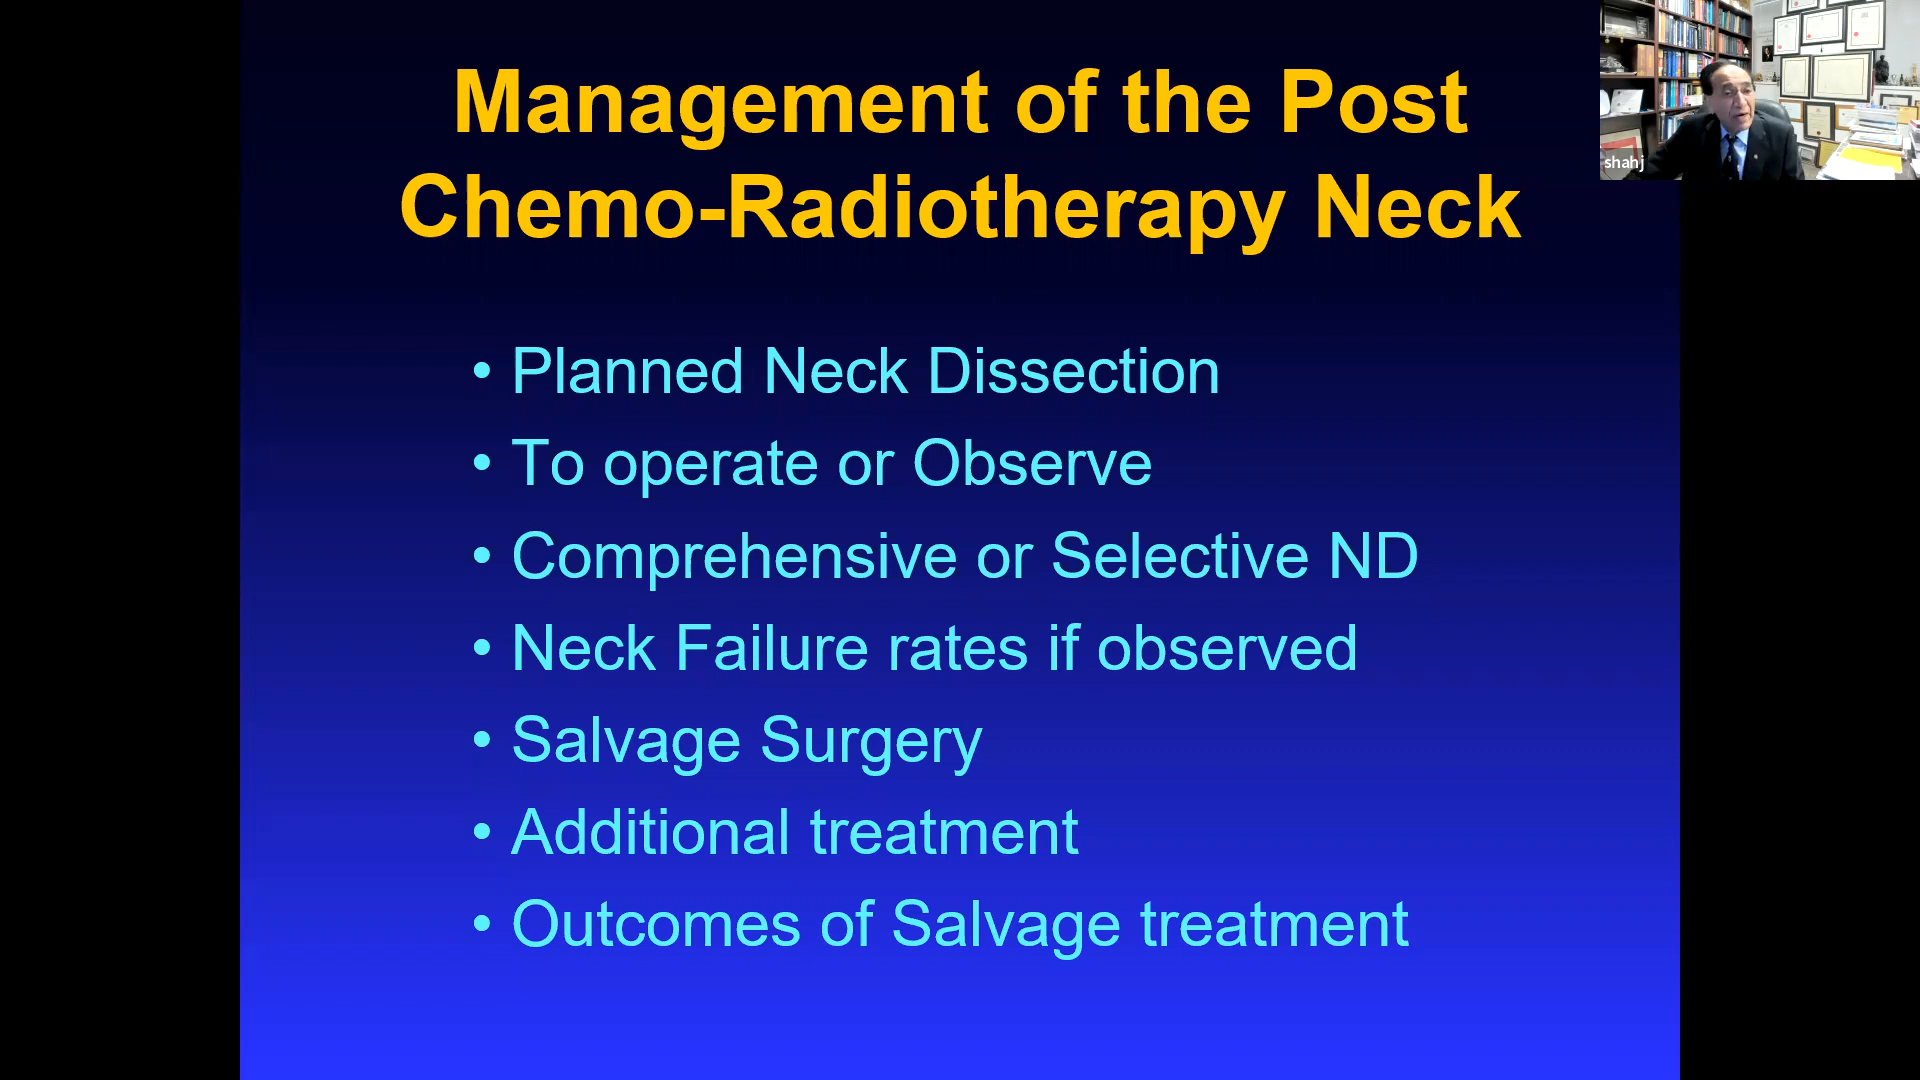 Management of the Post
Chemo-Radiotherapy Neck
• Planned Neck Dissection
• To operate or Observe
• Comprehensive or Selective ND
• Neck Failure rates if observed
• Salvage Surgery
• Additional treatment
• Outcomes of Salvage treatment
shahj